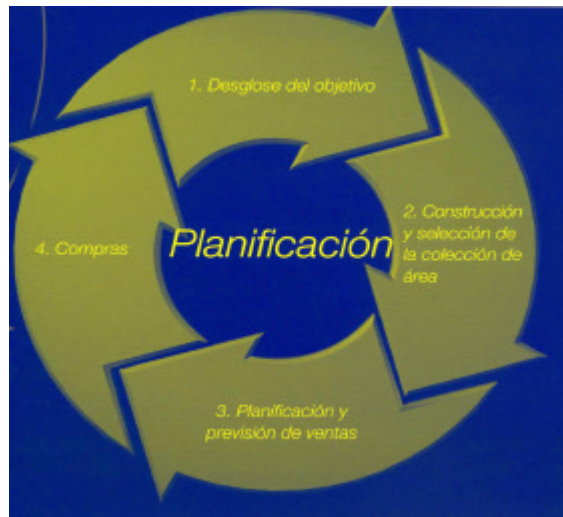 1. Desglose del objetivo
Planificación
2. Construcción
y selección de
la colección de
área
3. Planificación y
previsión de ventas
4. Compras